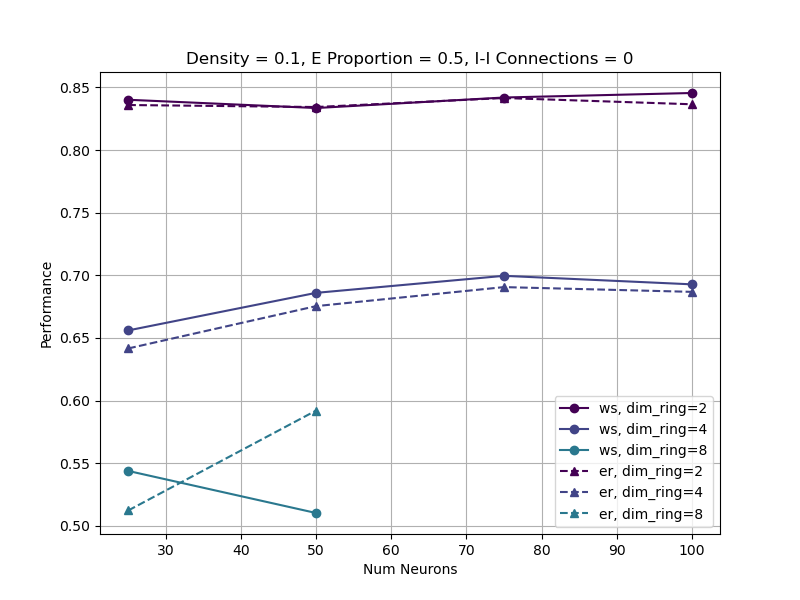 Density = 0.1, E Proportion = 0.5, I-I Connections = 0
0.85
0.80
0.75
0.70
0.65
0.60
0.55
0.50
Performance
ws, dim_ring=2
ws, dim_ring=4
ws, dim_ring=8
er, dim_ring=2
er, dim_ring=4
er, dim_ring=8
30 40 50 60 70 80 90 100
Num Neurons